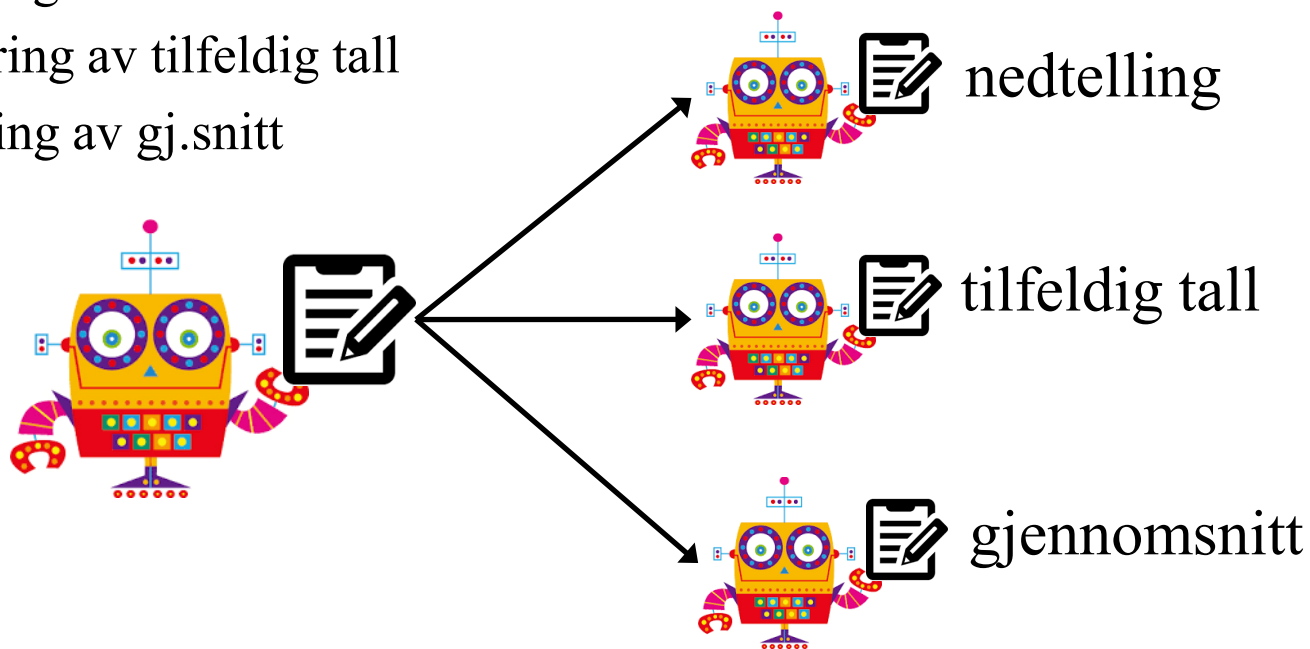 ring av tilfeldig tall
ing av gj.snitt
nedtelling
tilfeldig tall
gjennomsnitt